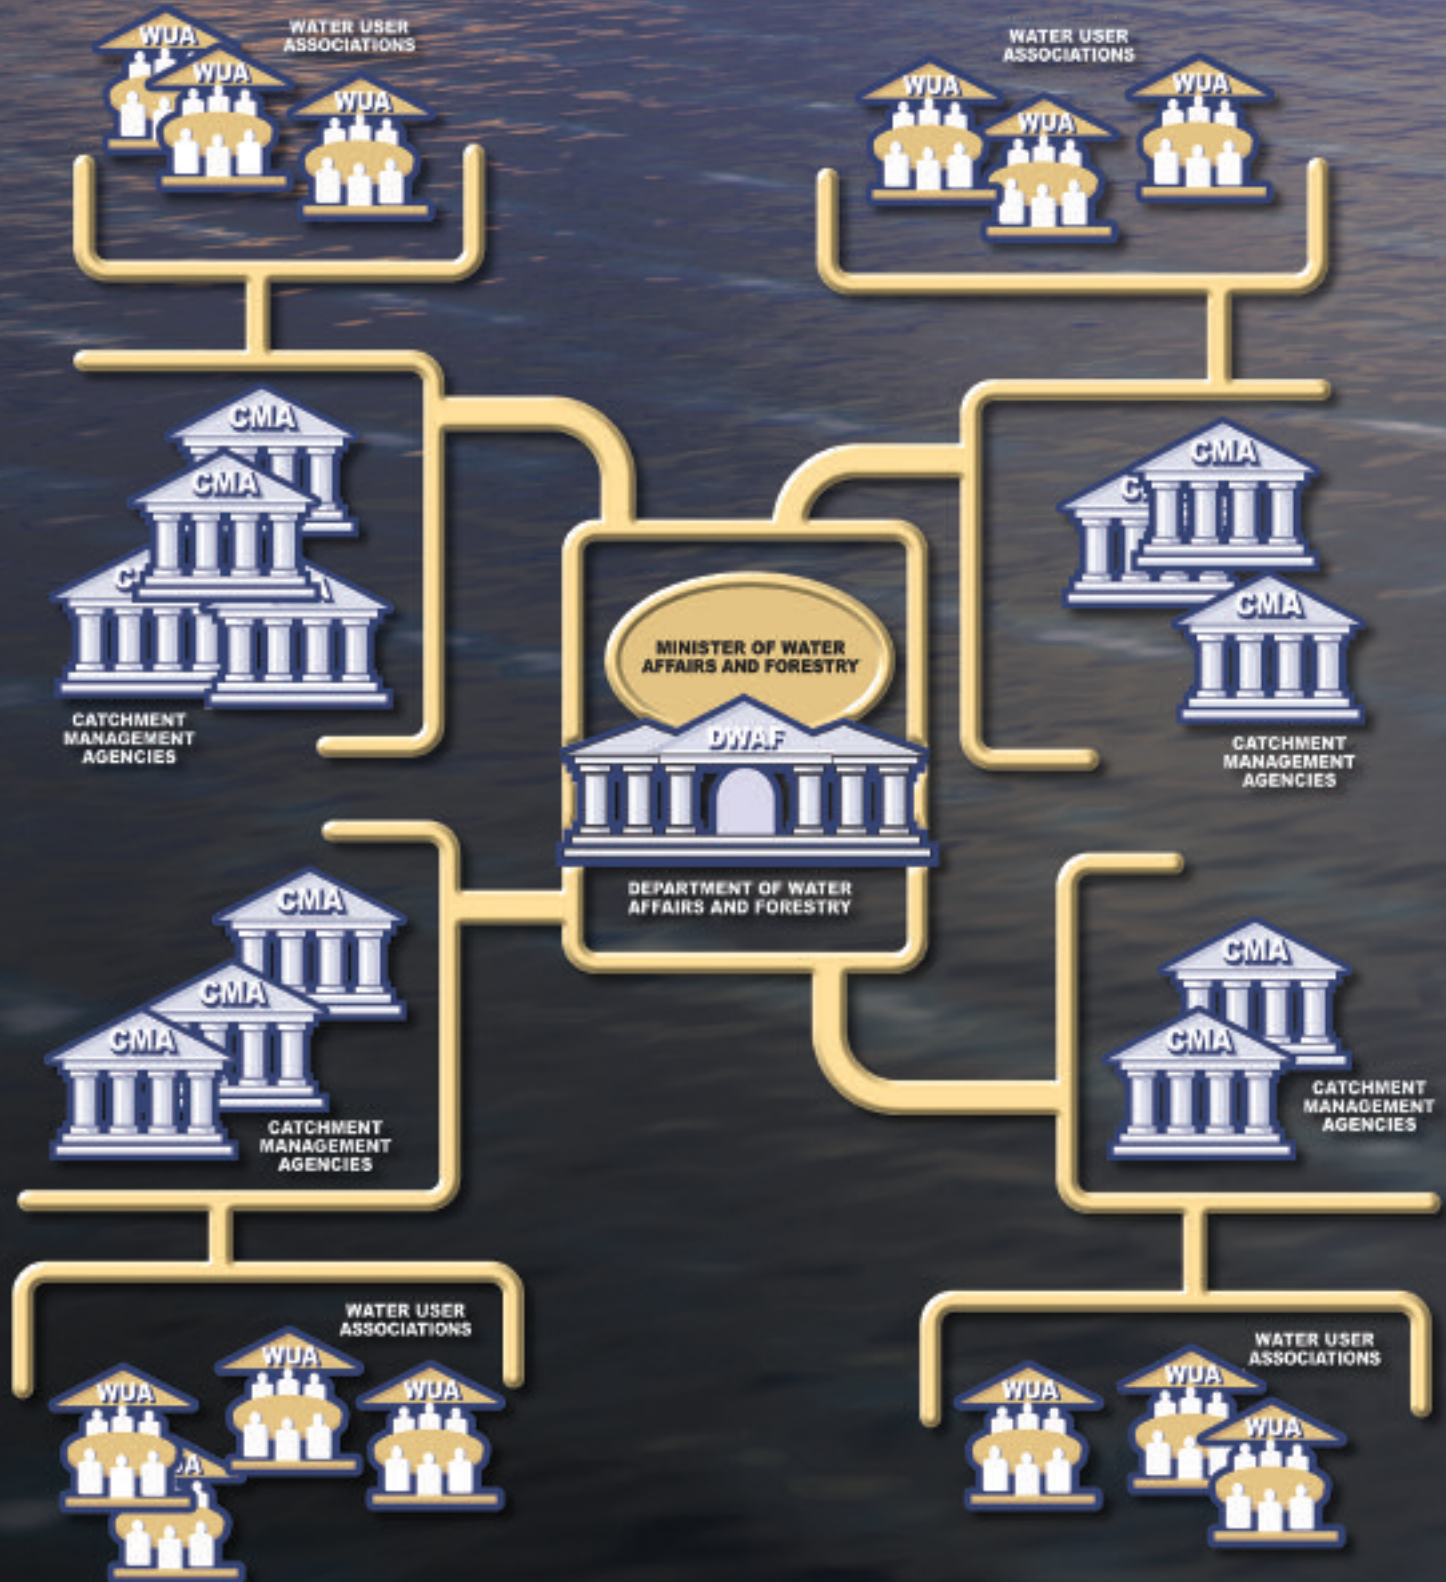 WUA
WUA
WUA
WATER USER
ASSOCIATIONS
WATER USER
ASSOCIATIONS
WUA
WUA
WUA
CMA
CMA
CATCHMENT
MANAGEMENT
AGENCIES
CMA
CMA
CATCHMENT
MANAGEMENT
AGENCIES
MINISTER OF WATER
AFFAIRS AND FORESTRY
DWAF
DEPARTMENT OF WATER
AFFAIRS AND FORESTRY
CMA
CMA
CMA
CATCHMENT
MANAGEMENT
AGENCIES
CMA
CMA
CATCHMENT
MANAGEMENT
AGENCIES
WATER USER
ASSOCIATIONS
WUA
WUA
WUA
WATER USER
ASSOCIATIONS
WUA
WUA
WUA